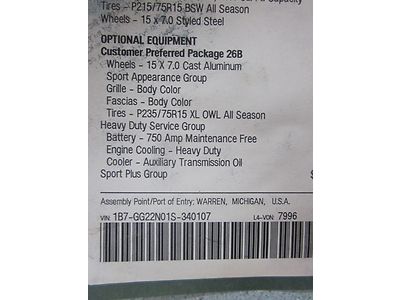 Capacity
Tires - P215/75R15 BSW All Season
Wheels - 15 x 7.0 Styled Steel
OPTIONAL EQUIPMENT
Customer Preferred Package 26B
Wheels - 15 X 7.0 Cast Aluminum
Sport Appearance Group
Grille - Body Color
Fascias - Body Color
Tires - P235/75R15 XL OWL All Season
Heavy Duty Service Group
Battery - 750 Amp Maintenance Free
Engine Cooling - Heavy Duty
Cooler - Auxiliary Transmission Oil
Sport Plus Group
Assembly Point/Port of Entry: WARREN, MICHIGAN, U.S.A.
VIN: 1B7-GG22N01S-340107 L4-VON: 7996